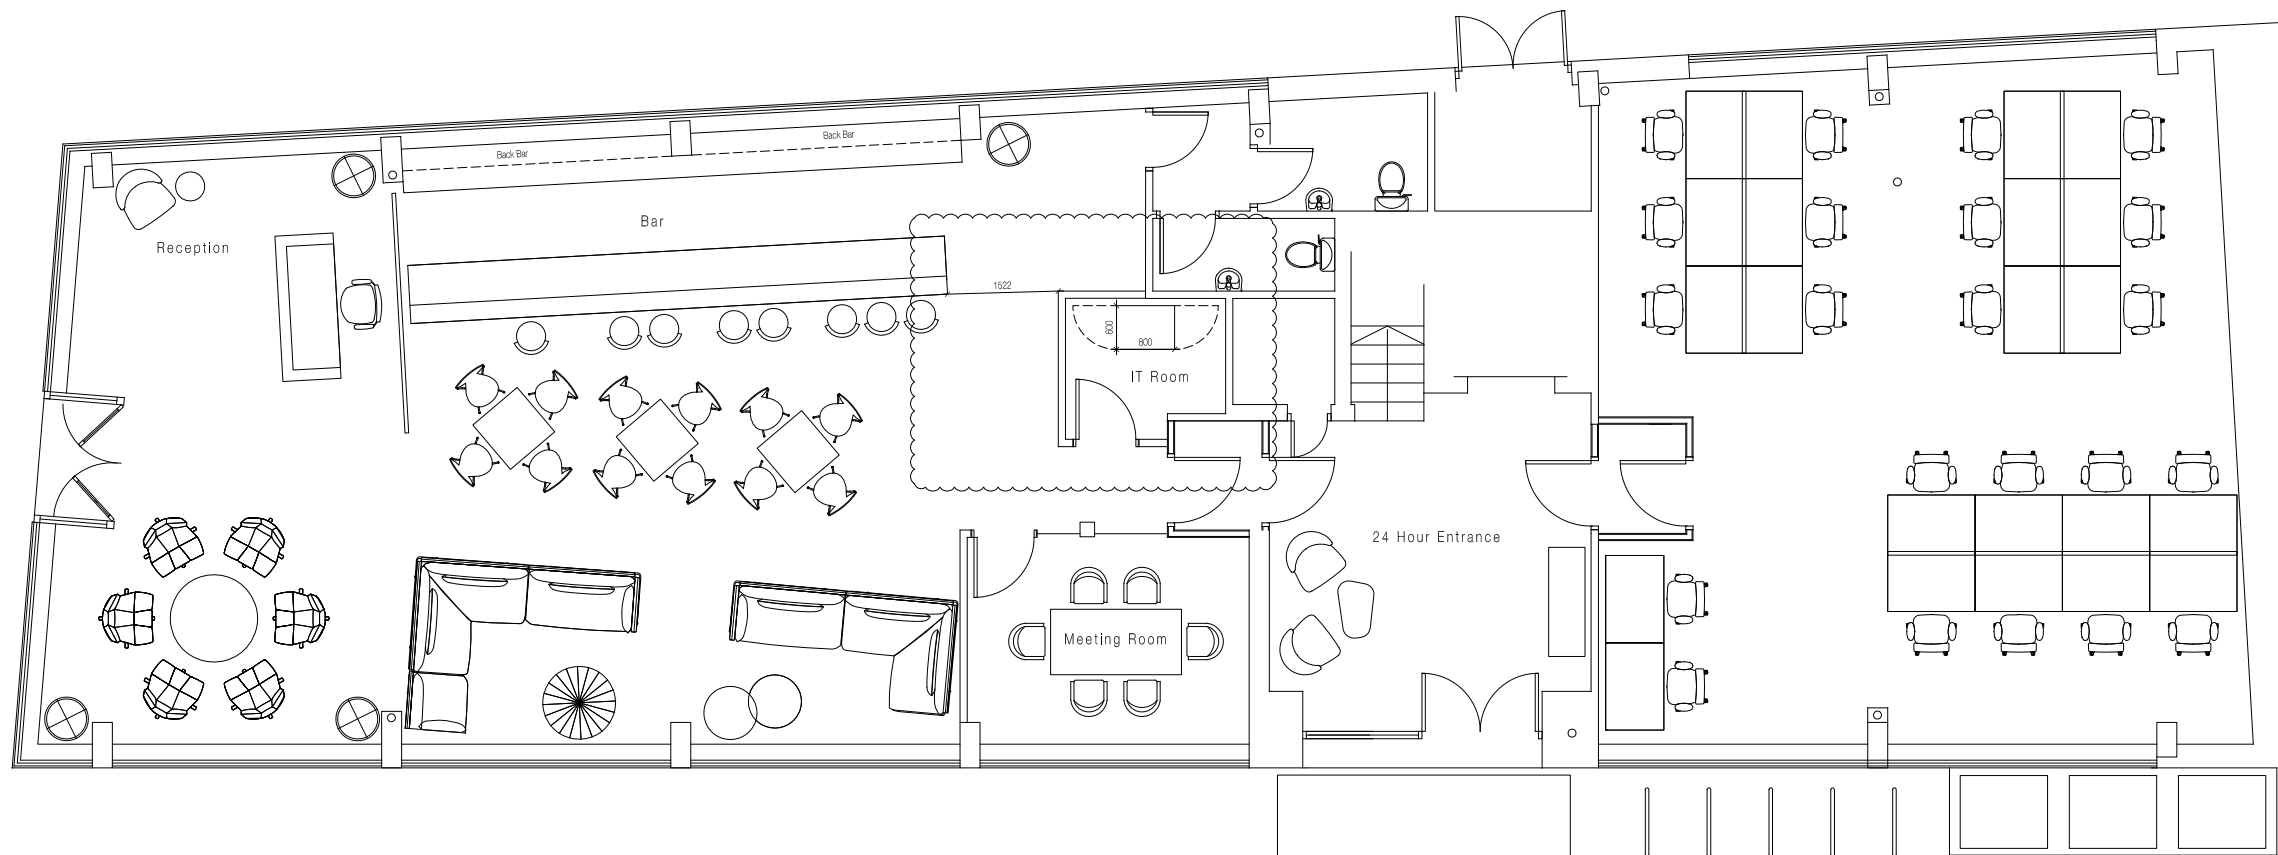 Back Bar
Back Bar
Bar
Reception
1522
600
800
IT Room
24 Hour Entrance
Meeting Room